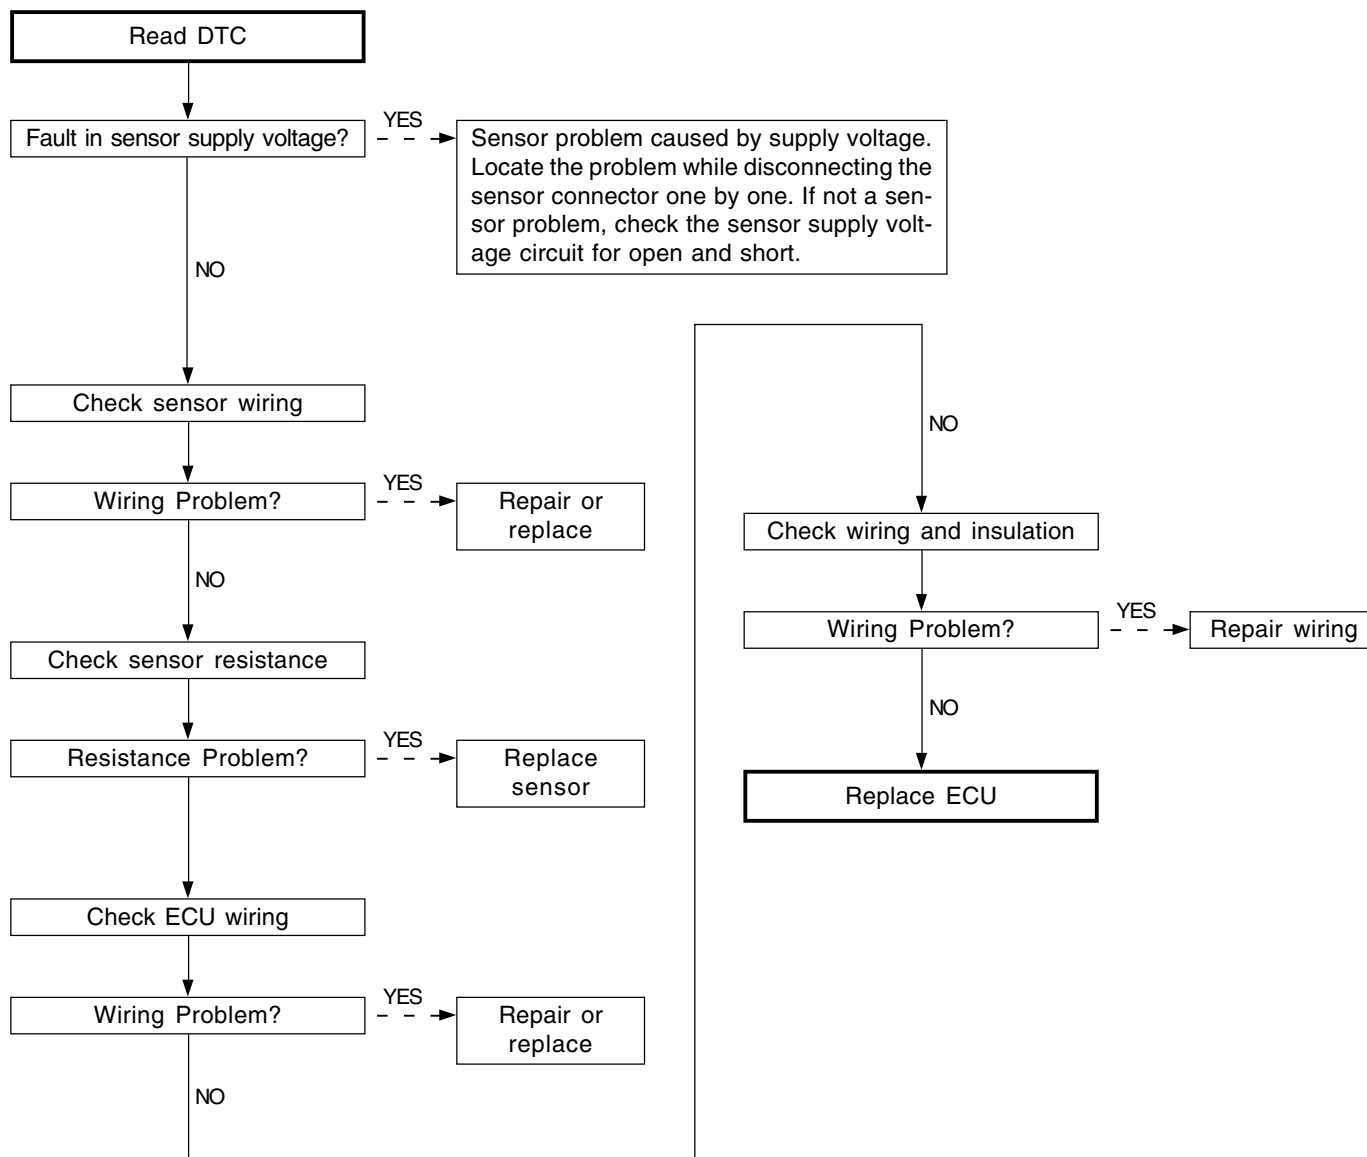 Read DTC
Fault in sensor supply voltage?
YES
Sensor problem caused by supply voltage.
Locate the problem while disconnecting the
sensor connector one by one. If not a sen-
sor problem, check the sensor supply volt-
age circuit for open and short.
NO
Check sensor wiring
Wiring Problem?
YES
Repair or
replace
NO
Check sensor resistance
Resistance Problem?
YES
Replace
sensor
Check ECU wiring
Wiring Problem?
YES
Repair or
replace
NO
NO
Check wiring and insulation
Wiring Problem?
YES
Repair wiring
NO
Replace ECU